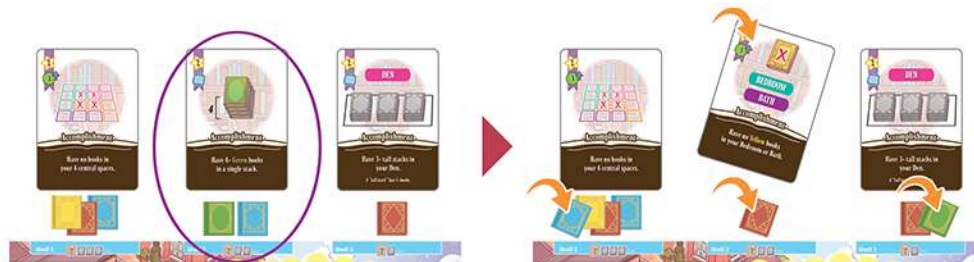 Accomplishment
Have no books in
your 4 central spaces.
4
Accomplishment
Have 4+ Green books
in a single stack.
DEN
Accomplishment
Have 3+ tall stacks in
your Den.
Shelf 1
Shelf 2
Shelf 3
Accomplishment
Have no books in
your 4 central spaces.
X
BEDROOM
BATH
Accomplishment
Have no Yellow books
in your Bedroom or Bath.
DEN
Accomplishment
Have 3+ tall stacks in
your Den.
Shelf 1
Shelf 2
Shelf 3